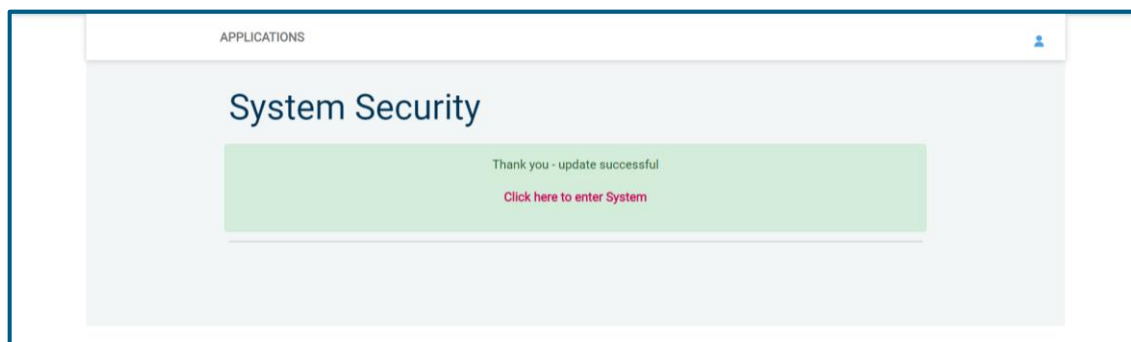 APPLICATIONS
System Security
Thank you - update successful
Click here to enter System